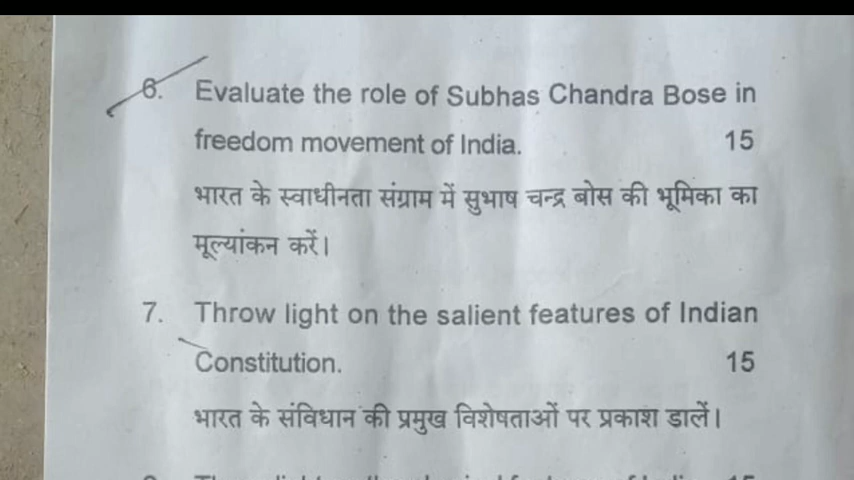 6. Evaluate the role of Subhas Chandra Bose in
freedom movement of India. 15
भारत के स्वाधीनता संग्राम में सुभाष चन्द्र बोस की भूमिका का
मूल्यांकन करें।
7. Throw light on the salient features of Indian
Constitution. 15
भारत के संविधान की प्रमुख विशेषताओं पर प्रकाश डालें।